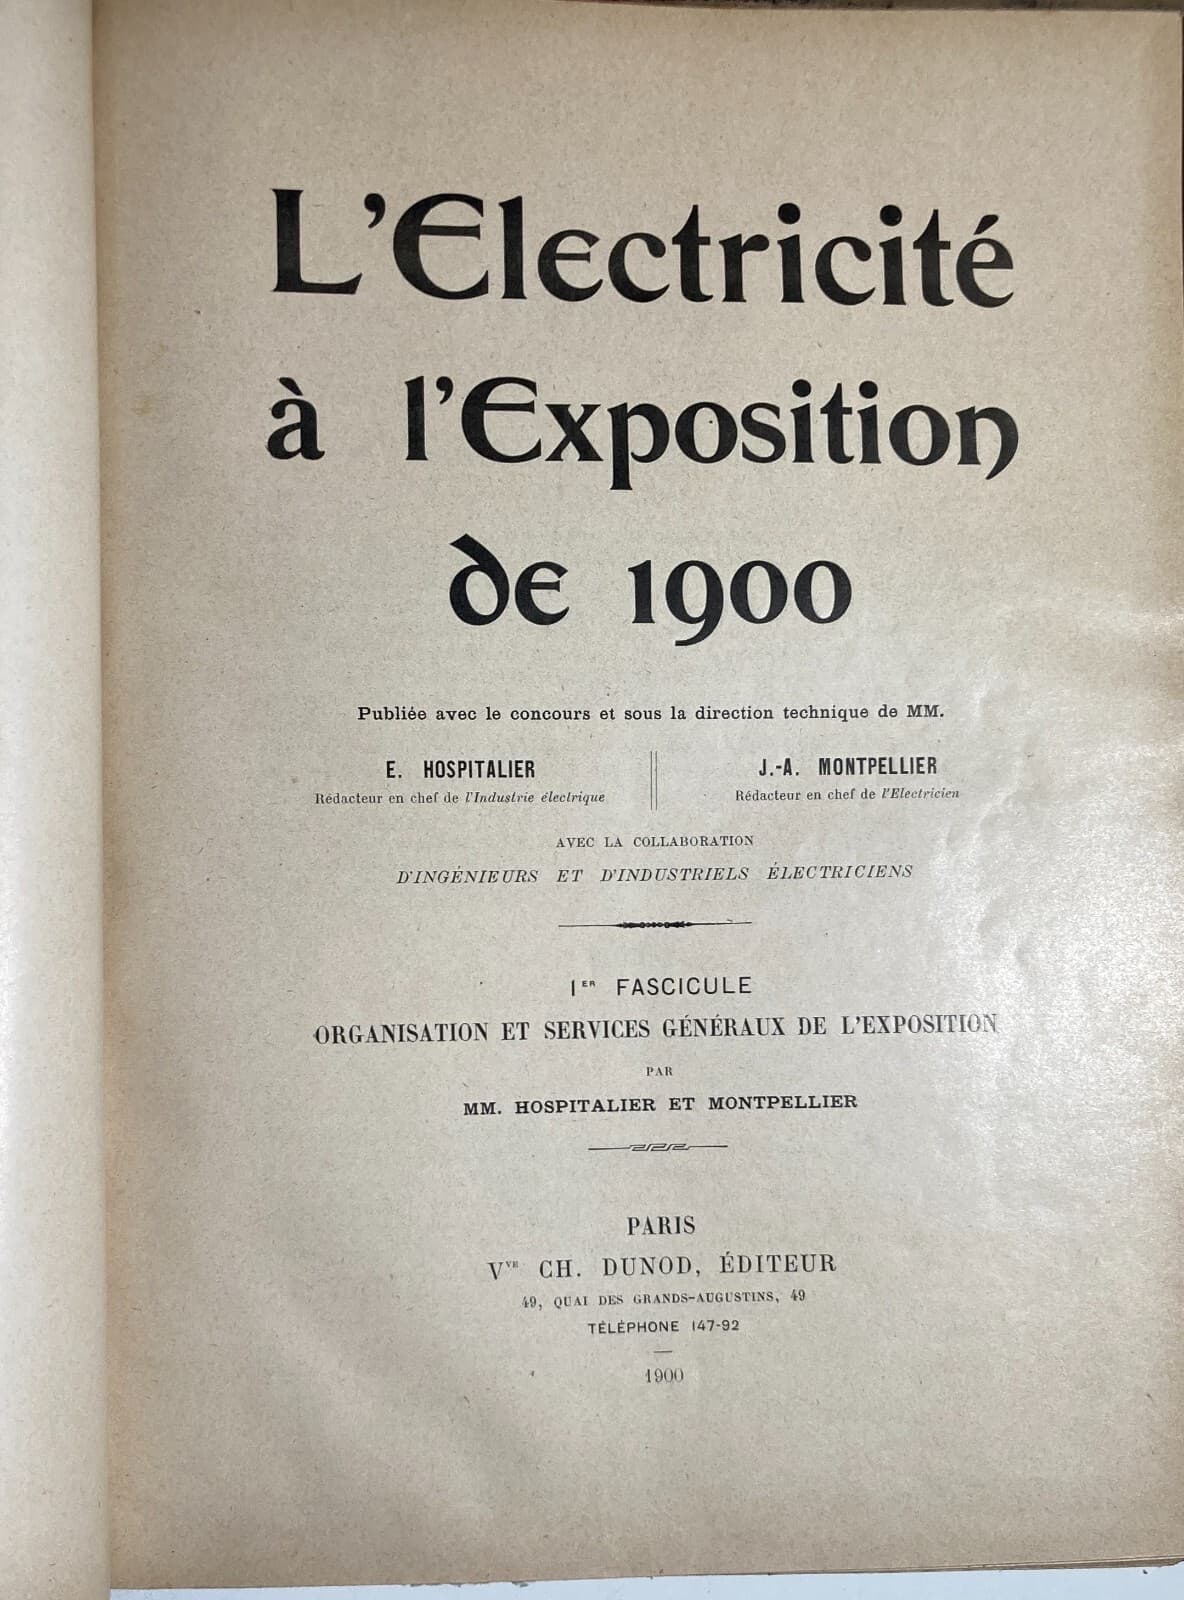 L'Electricité
à l'Exposition
de 1900
Publiée avec le concours et sous la direction technique de MM.
E. HOSPITALIER
Rédacteur en chef de l'Industrie électrique
J.-A. MONTPELLIER
Rédacteur en chef de l'Electricien
AVEC LA COLLABORATION
D'INGÉNIEURS ET D'INDUSTRIELS ÉLECTRICIENS
1ER FASCICULE
ORGANISATION ET SERVICES GÉNÉRAUX DE L'EXPOSITION
PAR
MM. HOSPITALIER ET MONTPELLIER
PARIS
VVE CH. DUNOD, ÉDITEUR
49, QUAI DES GRANDS-AUGUSTINS, 49
TÉLÉPHONE 147-92
1900